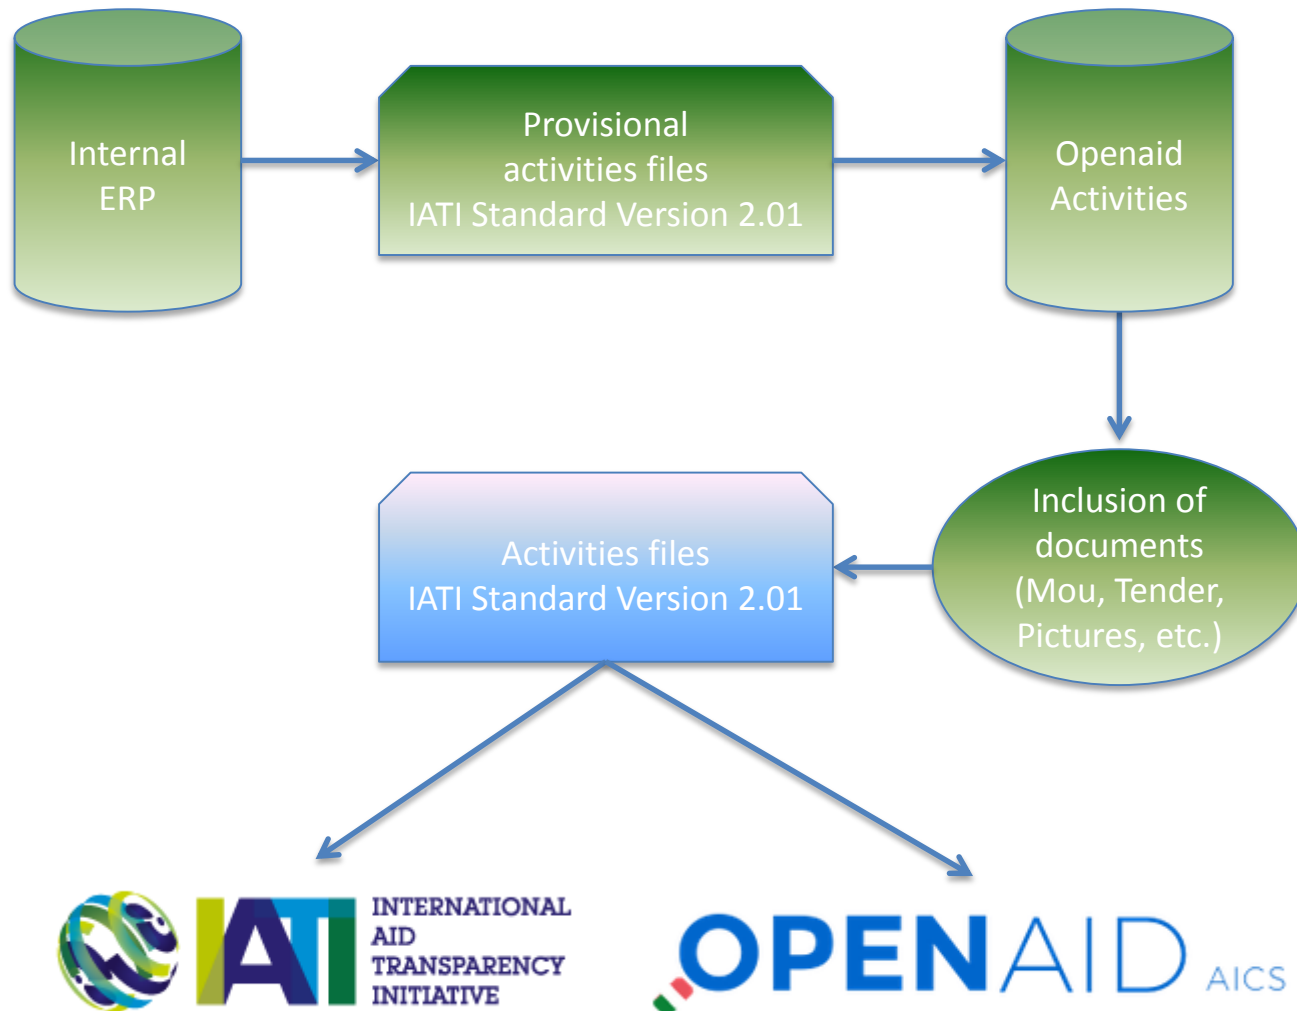 Internal
ERP
Provisional
activities files
IATI Standard Version 2.01
Openaid
Activities
Inclusion of
documents
(Mou, Tender,
Pictures, etc.)
Activities files
IATI Standard Version 2.01
IATI
INTERNATIONAL
AID
TRANSPARENCY
INITIATIVE
OPENAID AICS